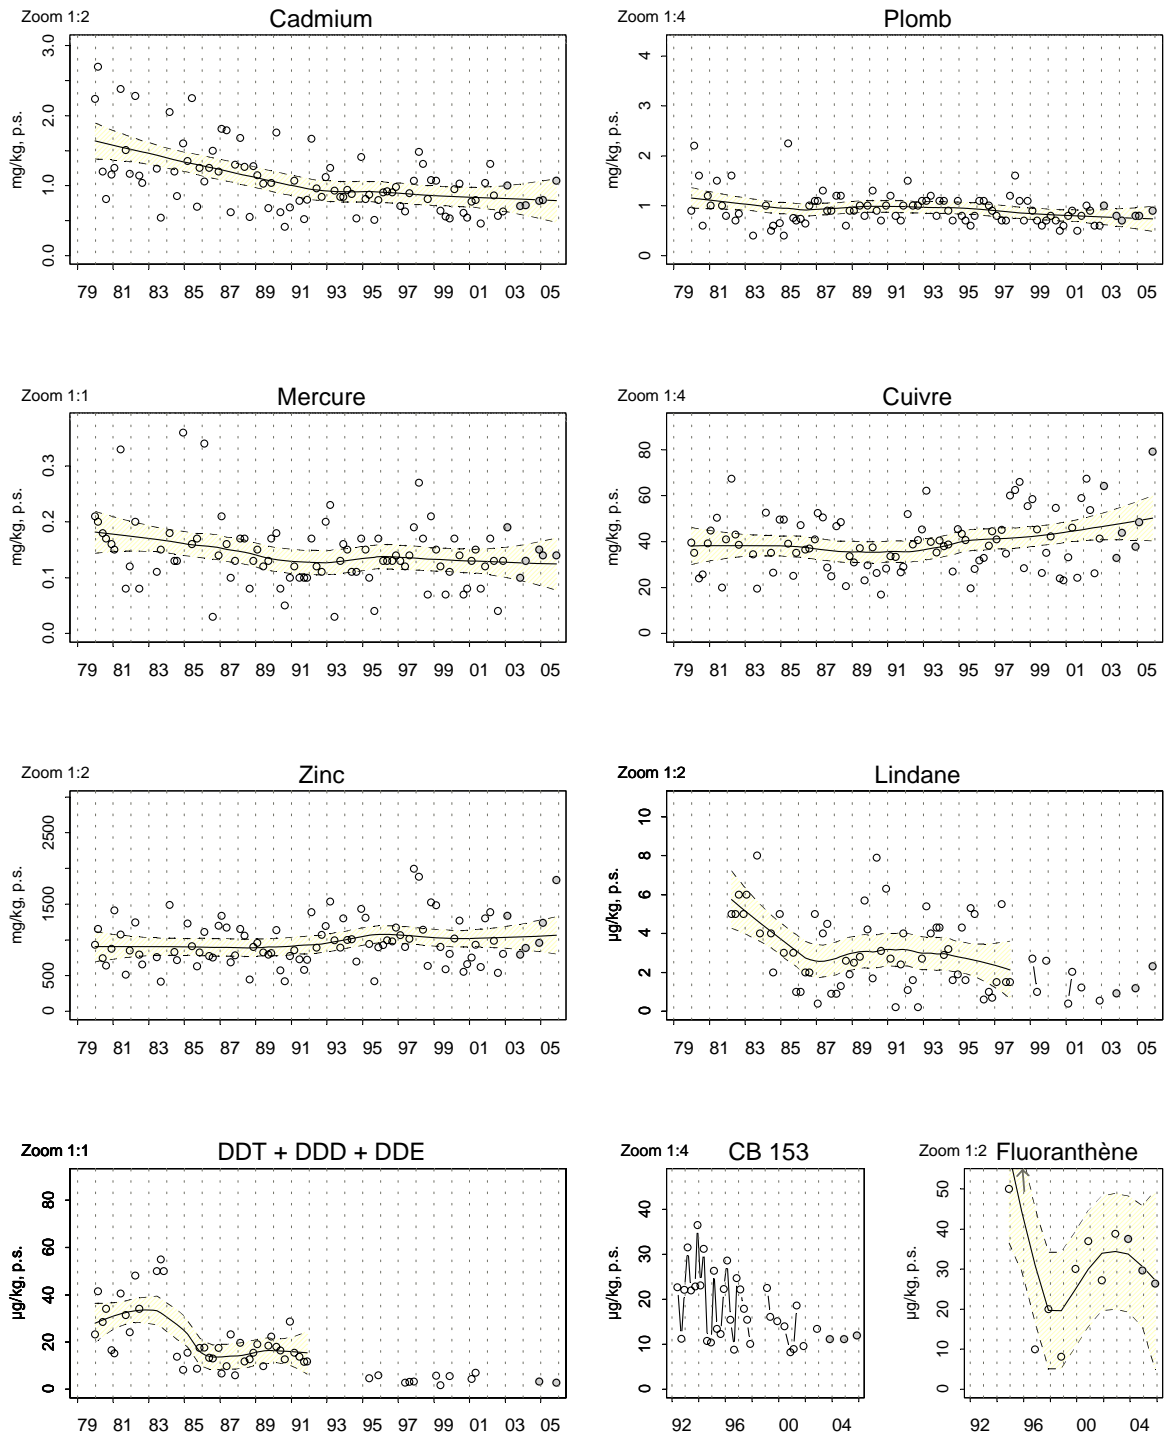 Zoom 1:2 Cadmium
mg/kg, p.s.
3.0
2.0
1.0
0.0
79 81 83 85 87 89 91 93 95 97 99 01 03 05
Zoom 1:4 Plomb
mg/kg, p.s.
4
3
2
1
0
79 81 83 85 87 89 91 93 95 97 99 01 03 05
Zoom 1:1 Mercure
mg/kg, p.s.
0.3
0.2
0.1
0.0
79 81 83 85 87 89 91 93 95 97 99 01 03 05
Zoom 1:4 Cuivre
mg/kg, p.s.
80
60
40
20
0
79 81 83 85 87 89 91 93 95 97 99 01 03 05
Zoom 1:2 Zinc
mg/kg, p.s.
2500
1500
500
0
79 81 83 85 87 89 91 93 95 97 99 01 03 05
Zoom 1:2 Lindane
µg/kg, p.s.
10
8
6
4
2
0
79 81 83 85 87 89 91 93 95 97 99 01 03 05
Zoom 1:1 DDT + DDD + DDE
µg/kg, p.s.
80
60
40
20
0
79 81 83 85 87 89 91 93 95 97 99 01 03 05
Zoom 1:4 CB 153
µg/kg, p.s.
40
30
20
10
0
92 96 00 04
Zoom 1:2 Fluoranthène
µg/kg, p.s.
50
40
30
20
10
0
92 96 00 04